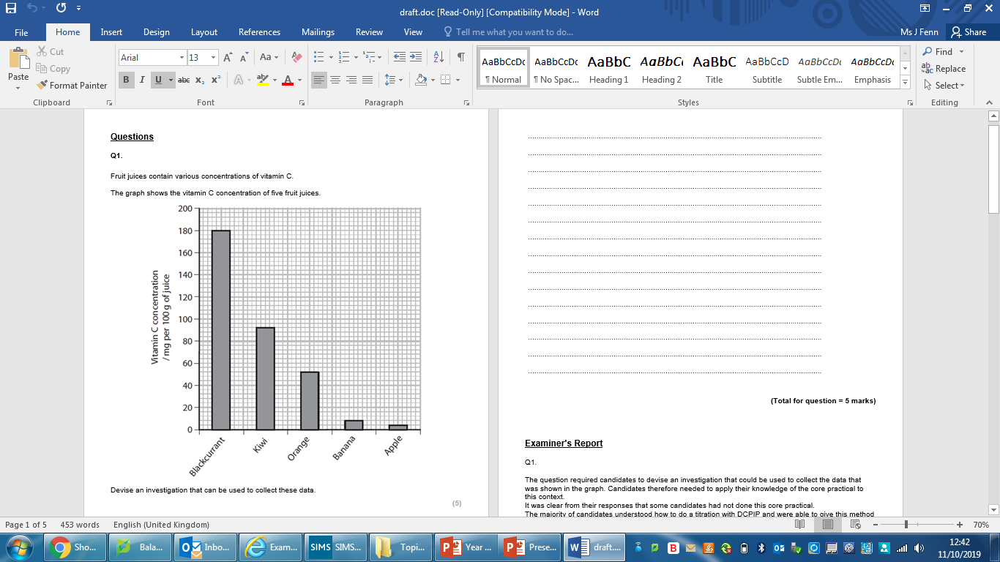 draft.doc [Read-Only] [Compatibility Mode] - Word
File Home Insert Design Layout References Mailings Review View Tell me what you want to do... Ms J Fenn Share
Paste
Cut
Copy
Format Painter
Clipboard
Arial 13
Font
Paragraph
AaBbCcDc AaBbCcDc AaBbC AaBbCc AaBbC AaBbCcD AaBbCcDc AaBbCcDc
¶ Normal ¶ No Spac... Heading 1 Heading 2 Title Subtitle Subtle Em... Emphasis
Styles
Find
Replace
Select
Editing
Questions
Q1.
Fruit juices contain various concentrations of vitamin C.
The graph shows the vitamin C concentration of five fruit juices.
Vitamin C concentration
/ mg per 100 g of juice
200
180
160
140
120
100
80
60
40
20
0
Blackcurrant Kiwi Orange Banana Apple
Devise an investigation that can be used to collect these data.
(5)
(Total for question = 5 marks)
Examiner's Report
Q1.
The question required candidates to devise an investigation that could be used to collect the data that
was shown in the graph. Candidates therefore needed to apply their knowledge of the core practical to
this context.
It was clear from their responses that some candidates had not done this core practical.
The majority of candidates understood how to do a titration with DCPIP and were able to give this method
Page 1 of 5 453 words English (United Kingdom) 70%
Sho... Bala... Inbo... Exam... SIMS SIMS... Topi... Year ... Prese... draft....
12:42
11/10/2019